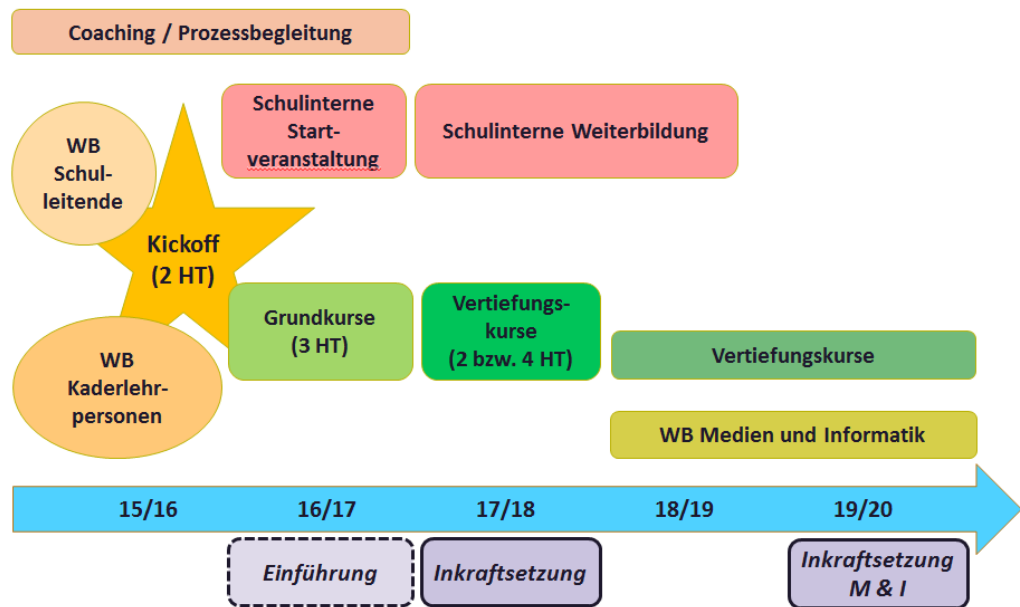 Coaching / Prozessbegleitung
WB
Schul-
leitende
Kickoff
(2 HT)
Schulinterne
Start-
veranstaltung
Schulinterne Weiterbildung
WB
Kaderlehr-
personen
Grundkurse
(3 HT)
Vertiefungs-
kurse
(2 bzw. 4 HT)
Vertiefungskurse
WB Medien und Informatik
15/16
16/17
17/18
18/19
19/20
Einführung
Inkraftsetzung
Inkraftsetzung
M & I